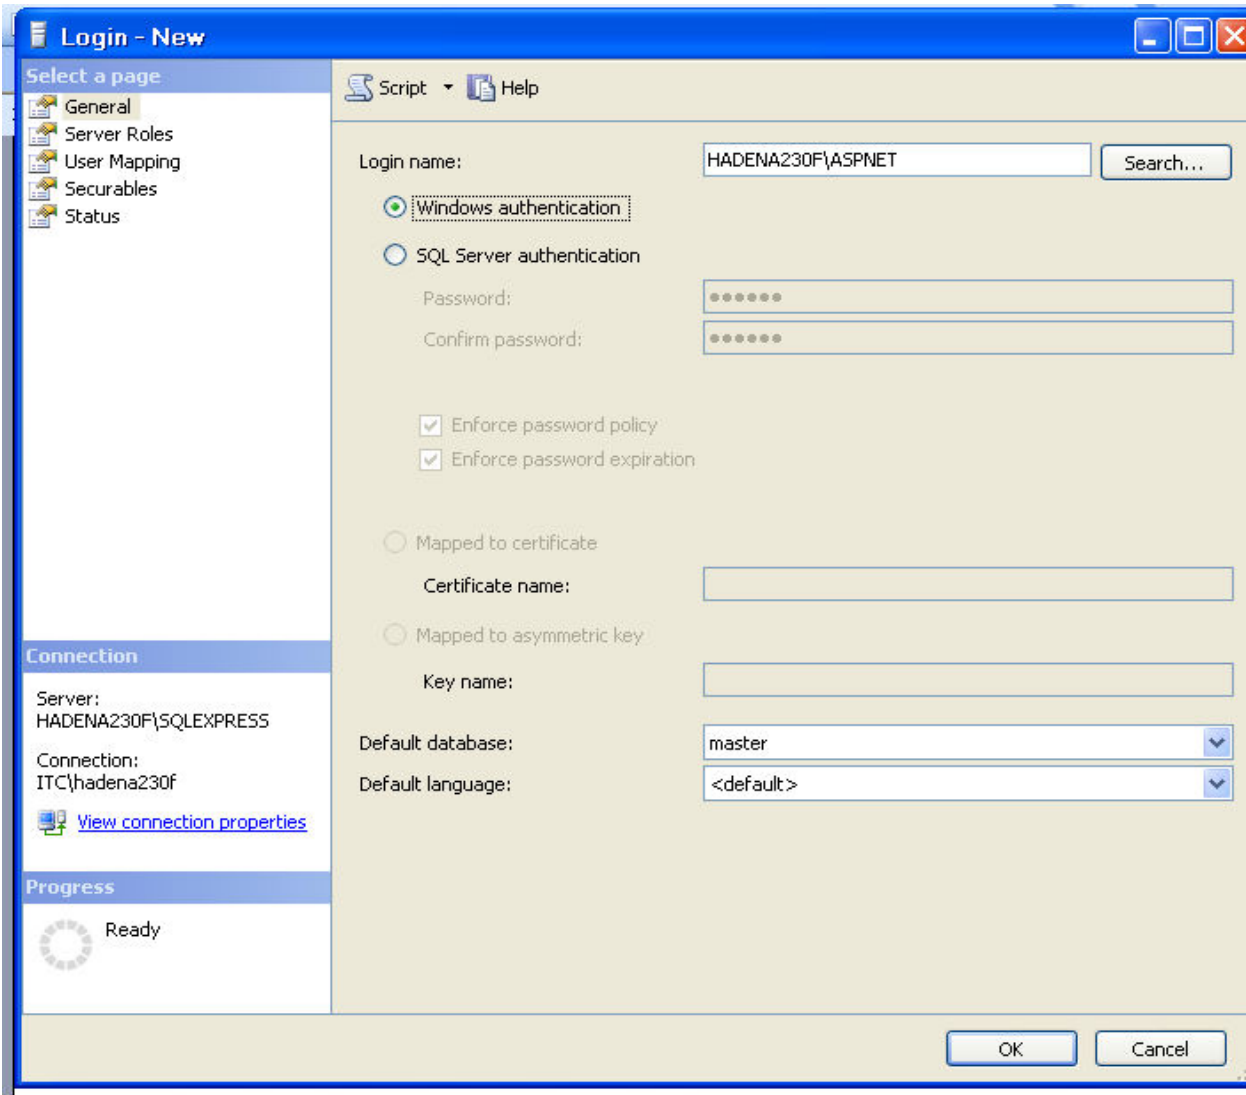 Login - New
Select a page
General
Server Roles
User Mapping
Securables
Status
Script
Help
Login name:
HADENA230F\ASPNET
Search...
Windows authentication
SQL Server authentication
Password:
●●●●●●
Confirm password:
●●●●●●
Enforce password policy
Enforce password expiration
Mapped to certificate
Certificate name:
Mapped to asymmetric key
Key name:
Default database:
master
Default language:
<default>
Connection
Server:
HADENA230F\SQLEXPRESS
Connection:
ITC\hadena230f
View connection properties
Progress
Ready
OK
Cancel